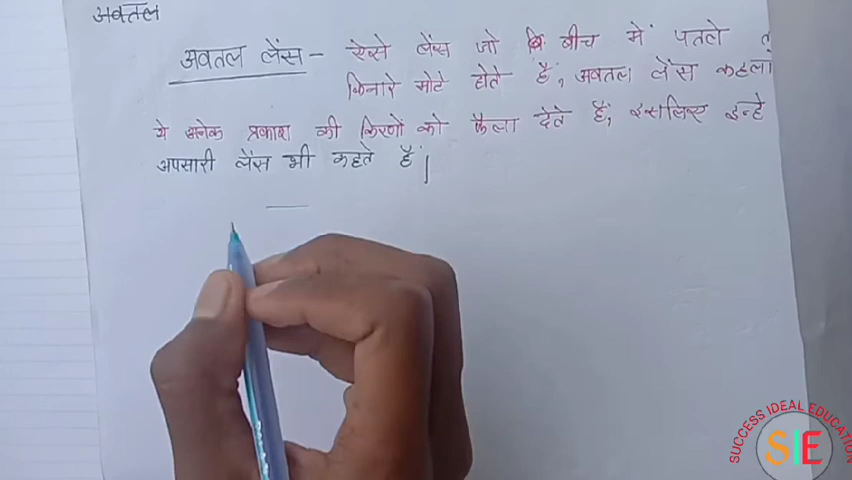 अवतल
अवतल लेंस – ऐसे लेंस जो बीच में पतले
किनारे मोटे होते हैं, अवतल लेंस कहला
ये अनेक प्रकाश की किरणों को फैला देते हैं, इसलिए इन्हे
अपसारी लेंस भी कहते हैं।
SUCCESS IDEAL EDUCATION
SIE